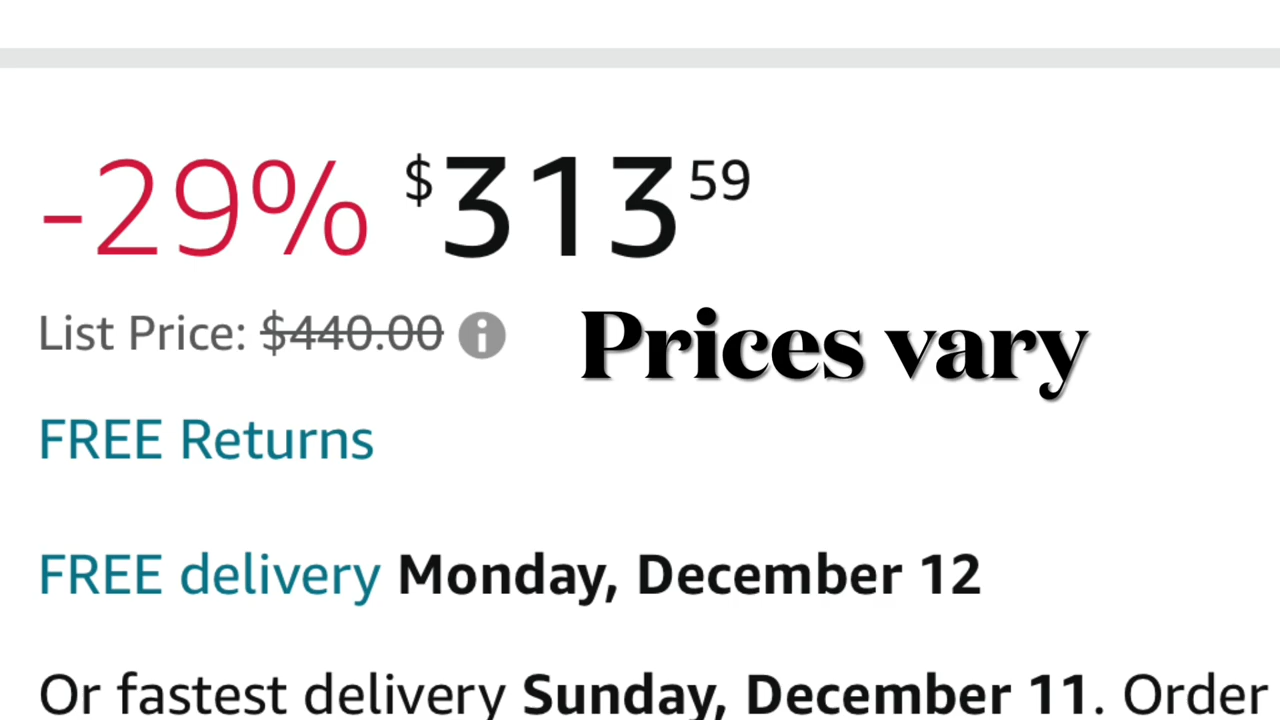 -29% $313 59
List Price: $440.00
Prices vary
FREE Returns
FREE delivery Monday, December 12
Or fastest delivery Sunday, December 11. Order